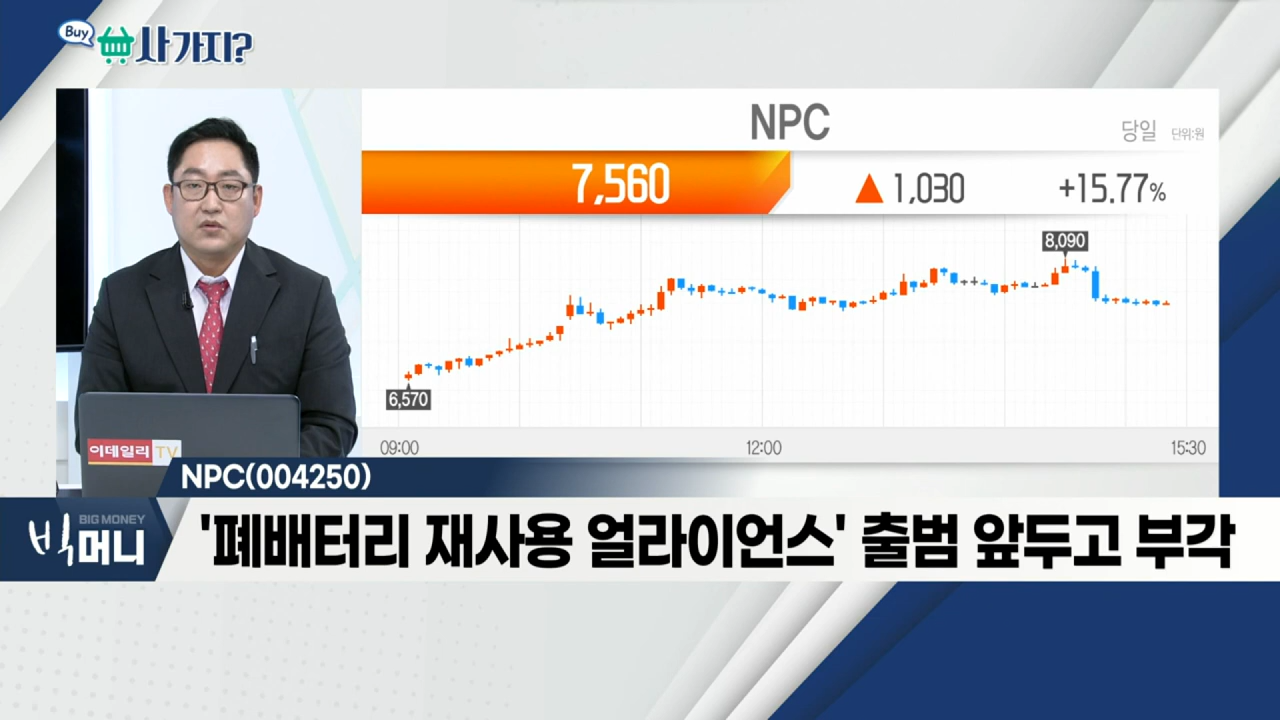 Buy
사가지?
NPC
당일 단위:원
7,560 ▲1,030 +15.77%
8,090
6,570
09:00 12:00 15:30
이데일리TV
NPC(004250)
BIG MONEY
빅머니
'폐배터리 재사용 얼라이언스' 출범 앞두고 부각